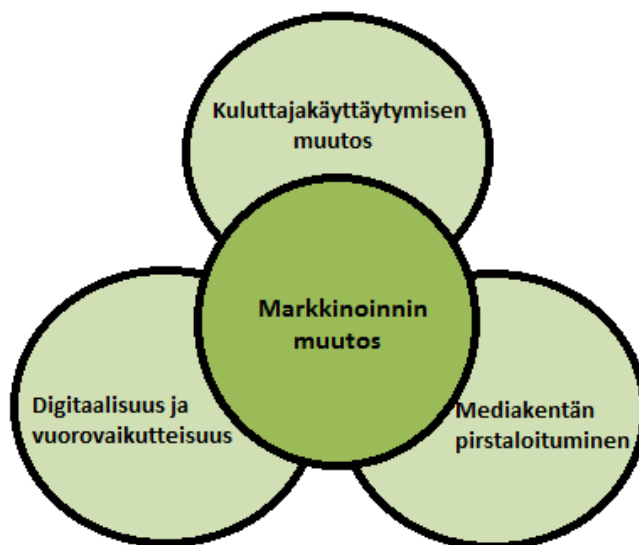 Kuluttajakäyttäytymisen
muutos
Markkinoinnin
muutos
Digitaalisuus ja
vuorovaikutteisuus
Mediakentän
pirstaloituminen